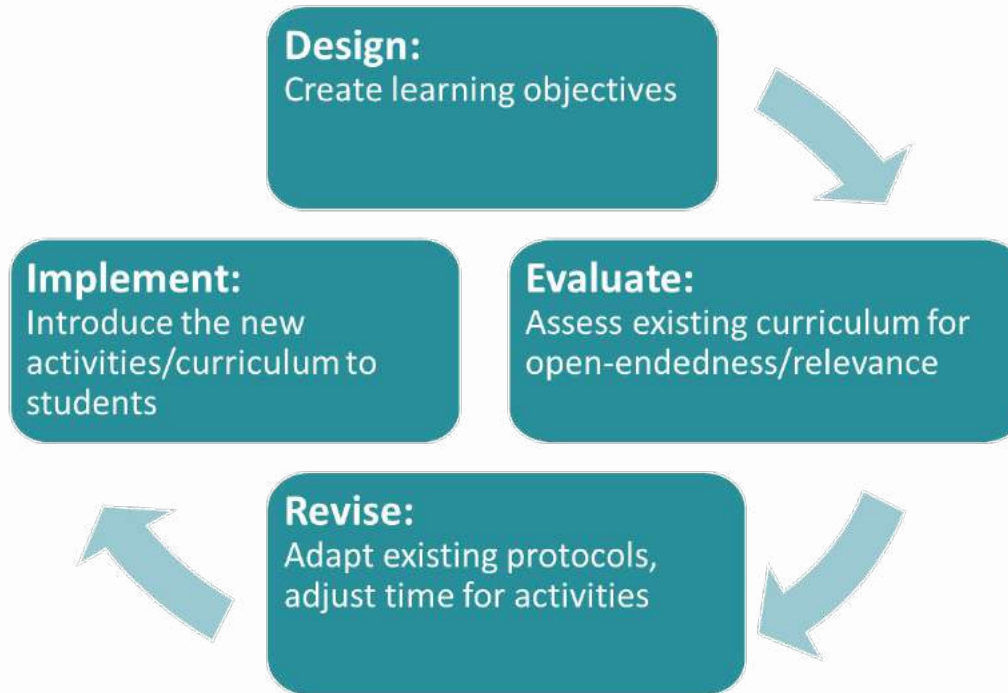 Design:
Create learning objectives
Implement:
Introduce the new
activities/curriculum to
students
Evaluate:
Assess existing curriculum for
open-endedness/relevance
Revise:
Adapt existing protocols,
adjust time for activities